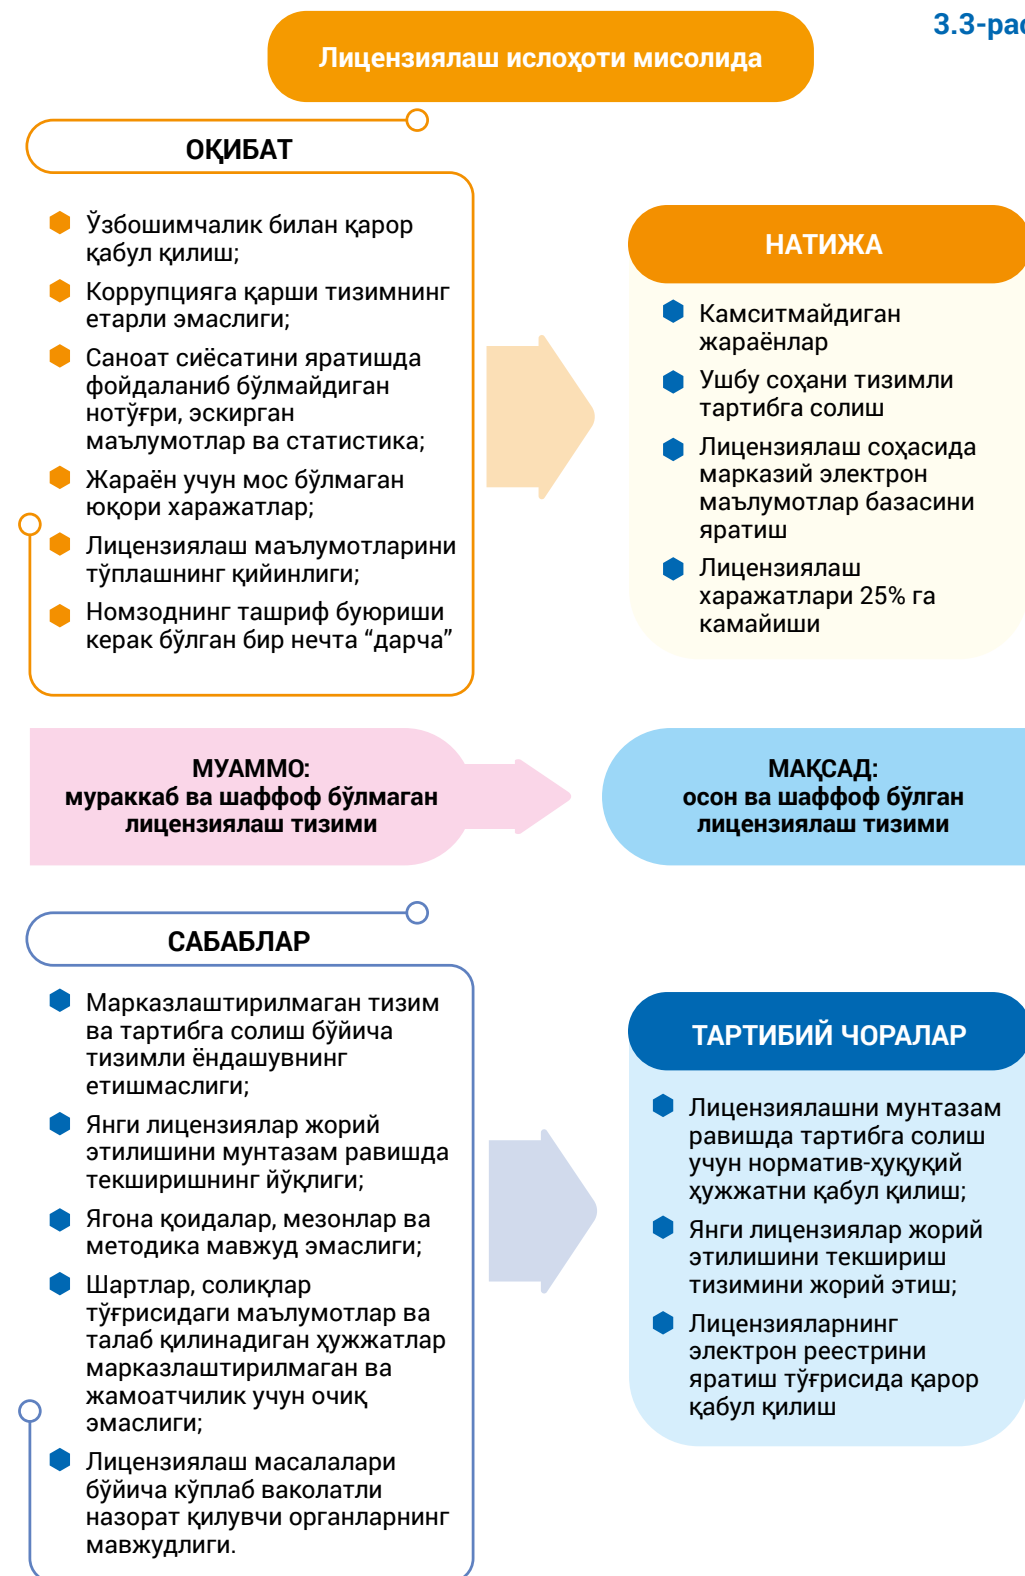 3.3-рас
Лицензиялаш ислоҳоти мисолида
ОҚИБАТ
Ўзбошимчалик билан қарор
қабул қилиш;
Коррупцияга қарши тизимнинг
етарли эмаслиги;
Саноат сиёсатини яратишда
фойдаланиб бўлмайдиган
нотўғри, эскирган
маълумотлар ва статистика;
Жараён учун мос бўлмаган
юқори харажатлар;
Лицензиялаш маълумотларини
тўплашнинг қийинлиги;
Номзоднинг ташриф буюриши
керак бўлган бир нечта “дарча”
НАТИЖА
Камситмайдиган
жараёнлар
Ушбу соҳани тизимли
тартибга солиш
Лицензиялаш соҳасида
марказий электрон
маълумотлар базасини
яратиш
Лицензиялаш
харажатлари 25% га
камайиши
МУАММО:
мураккаб ва шаффоф бўлмаган
лицензиялаш тизими
МАҚСАД:
осон ва шаффоф бўлган
лицензиялаш тизими
САБАБЛАР
Марказлаштирилмаган тизим
ва тартибга солиш бўйича
тизимли ёндашувнинг
етишмаслиги;
Янги лицензиялар жорий
этилишини мунтазам равишда
текширишнинг йўқлиги;
Ягона қоидалар, мезонлар ва
методика мавжуд эмаслиги;
Шартлар, солиқлар
тўғрисидаги маълумотлар ва
талаб қилинадиган ҳужжатлар
марказлаштирилмаган ва
жамоатчилик учун очиқ
эмаслиги;
Лицензиялаш масалалари
бўйича кўплаб ваколатли
назорат қилувчи органларнинг
мавжудлиги.
ТАРТИБИЙ ЧОРАЛАР
Лицензиялашни мунтазам
равишда тартибга солиш
учун норматив-ҳуқуқий
ҳужжатни қабул қилиш;
Янги лицензиялар жорий
этилишини текшириш
тизимини жорий этиш;
Лицензияларнинг
электрон реестрини
яратиш тўғрисида қарор
қабул қилиш